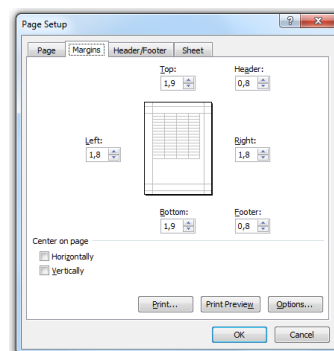 Page Setup
Page Margins Header/Footer Sheet
Top: Header:
1,9 0,8
Left: Right:
1,8 1,8
Bottom: Footer:
1,9 0,8
Center on page
Horizontally
Vertically
Print... Print Preview Options...
OK Cancel